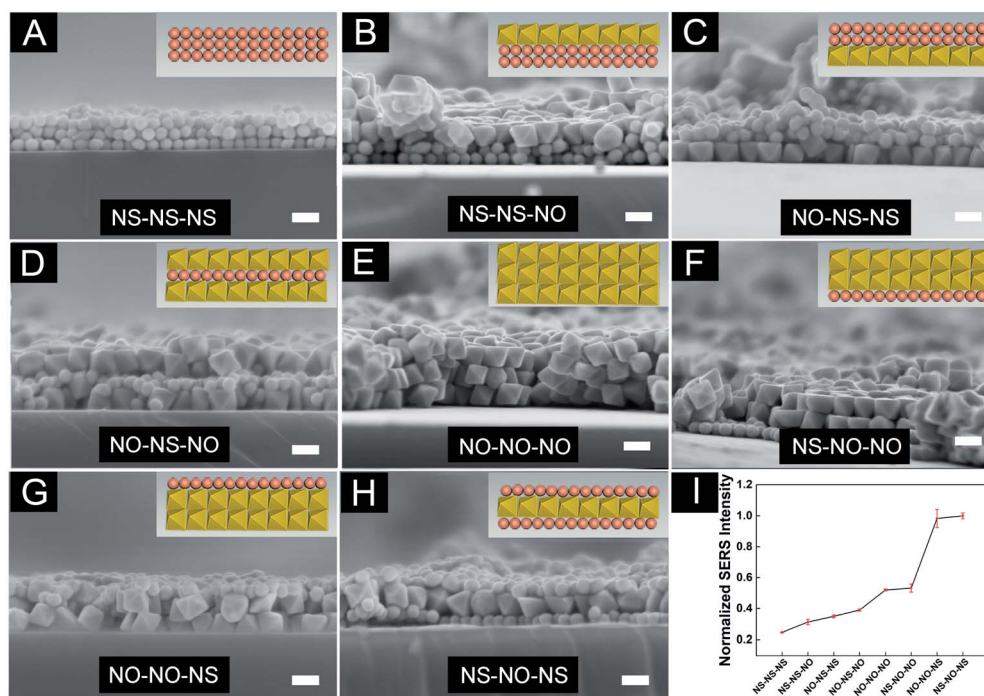 A
NS-NS-NS
B
NS-NS-NO
C
NO-NS-NS
D
NO-NS-NO
E
NO-NO-NO
F
NS-NO-NO
G
NO-NO-NS
H
NS-NO-NS
I
Normalized SERS Intensity
1.2
1.0
0.8
0.6
0.4
0.2
NS-NS-NS
NS-NS-NO
NO-NS-NS
NO-NS-NO
NO-NO-NO
NS-NO-NO
NO-NO-NS
NS-NO-NS